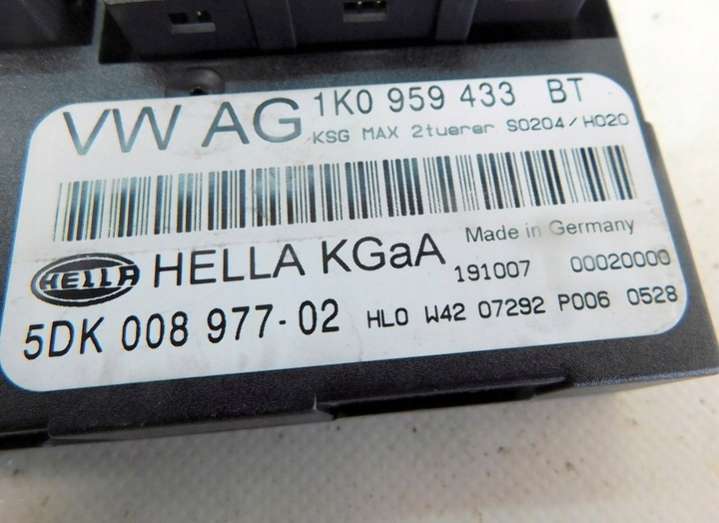 VW AG 1K0 959 433 BT
KSG MAX 2tuerer S0204/H020
HELLA HELLA KGaA Made in Germany
191007 00020000
5DK 008 977-02 HL0 W42 07292 P006 0528